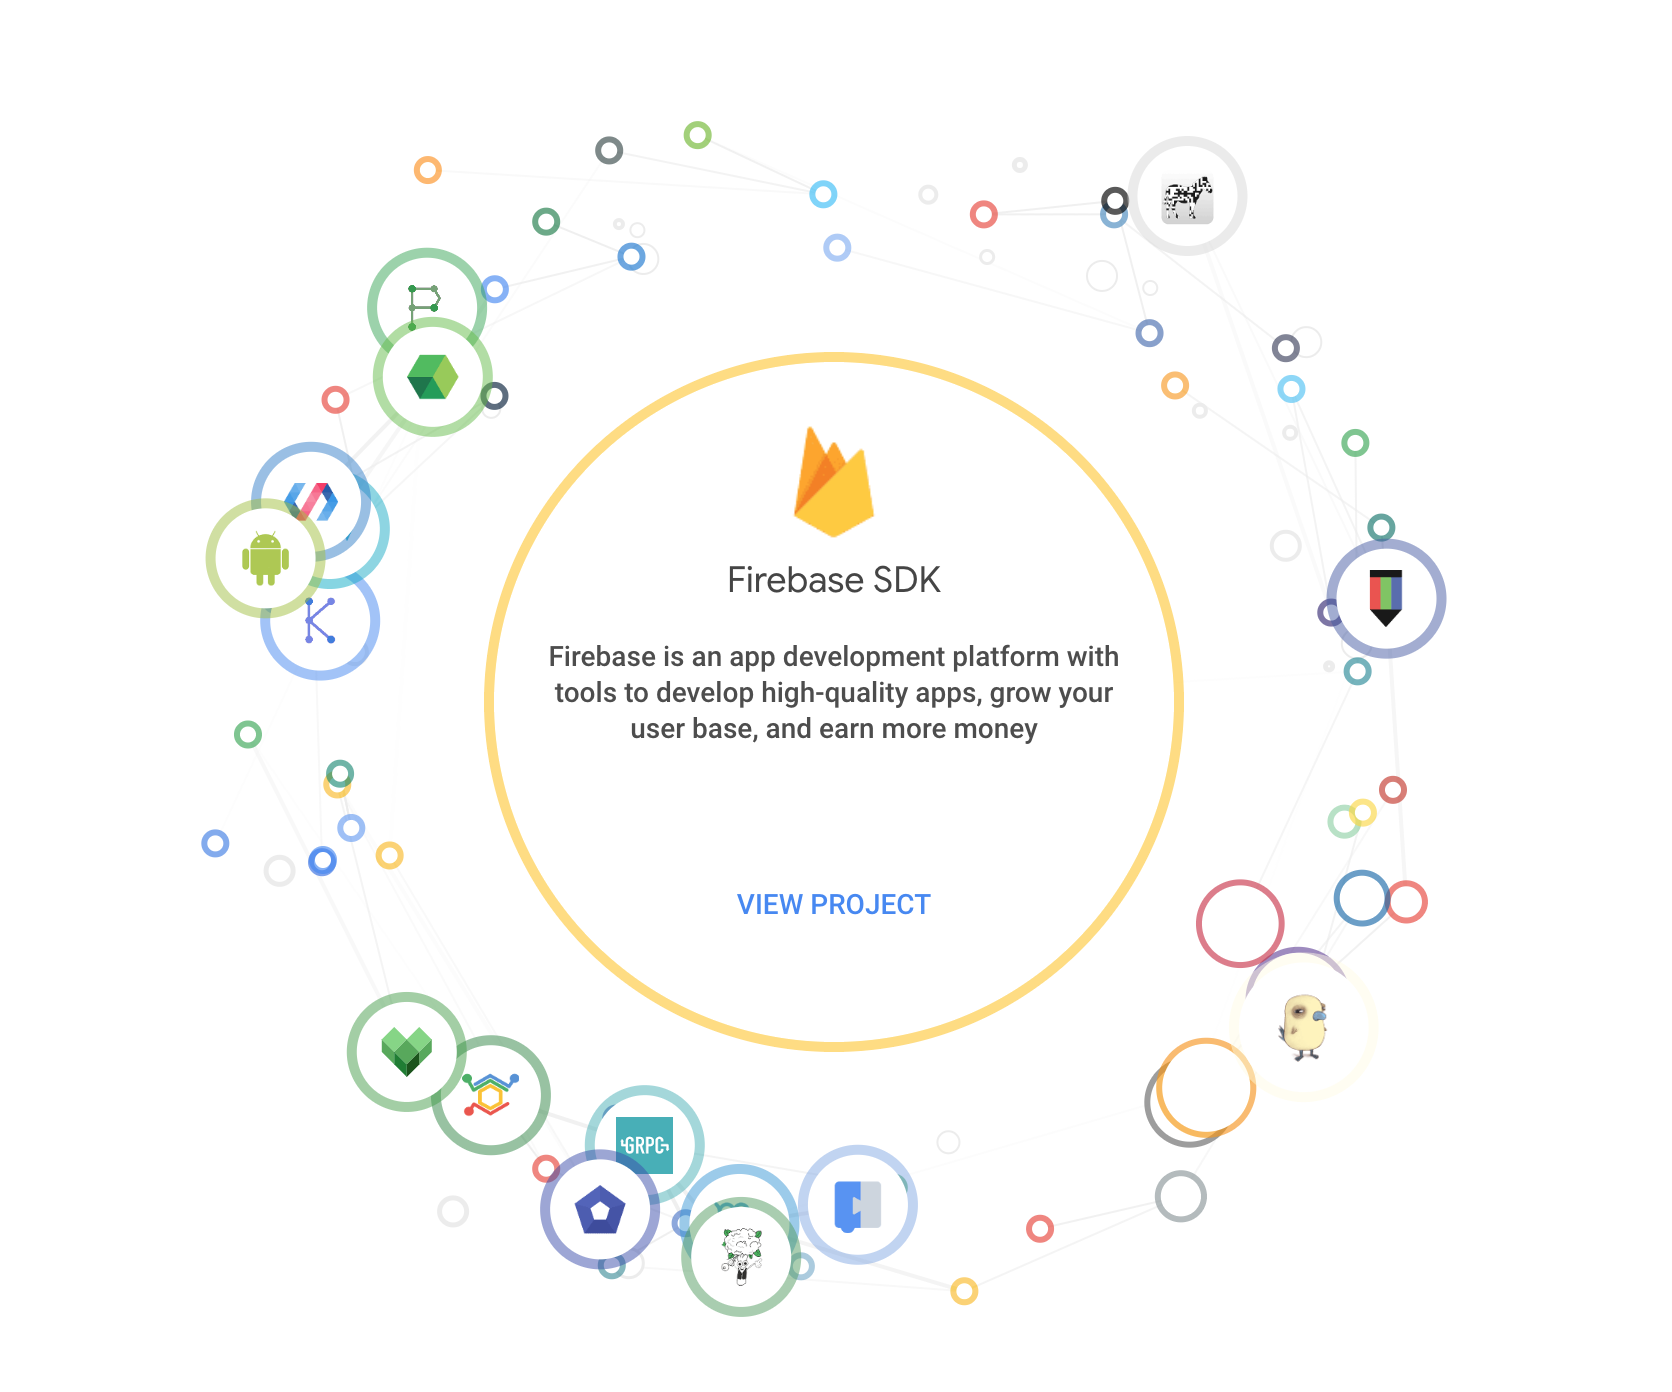 Firebase SDK
Firebase is an app development platform with
tools to develop high-quality apps, grow your
user base, and earn more money
VIEW PROJECT
GRPC